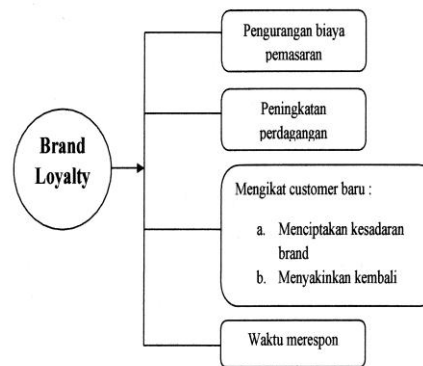 Brand
Loyalty
Pengurangan biaya
pemasaran
Peningkatan
perdagangan
Mengikat customer baru :
a. Menciptakan kesadaran
brand
b. Menyakinkan kembali
Waktu merespon